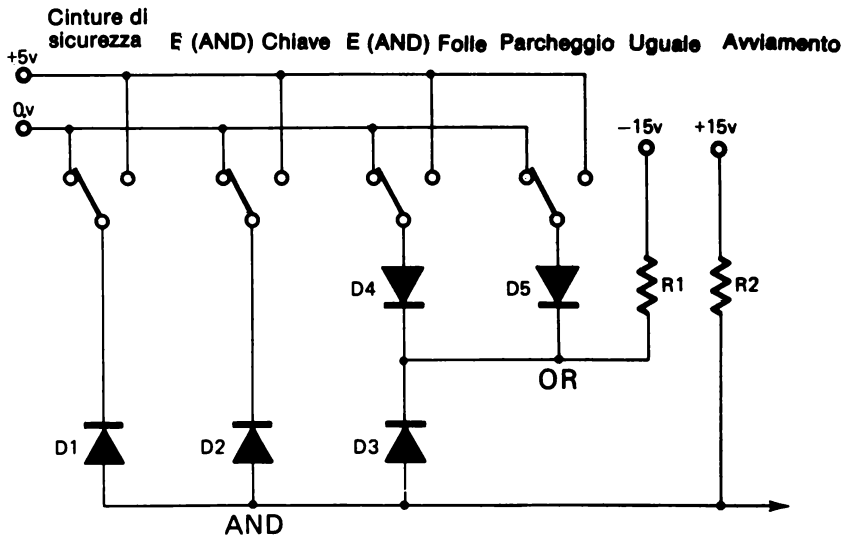 Cinture di
sicurezza E (AND) Chiave E (AND) Folle Parcheggio Uguale Avviamento
+5v
0.v
−15v +15v
D4 D5 R1 R2
OR
D1 D2 D3
AND